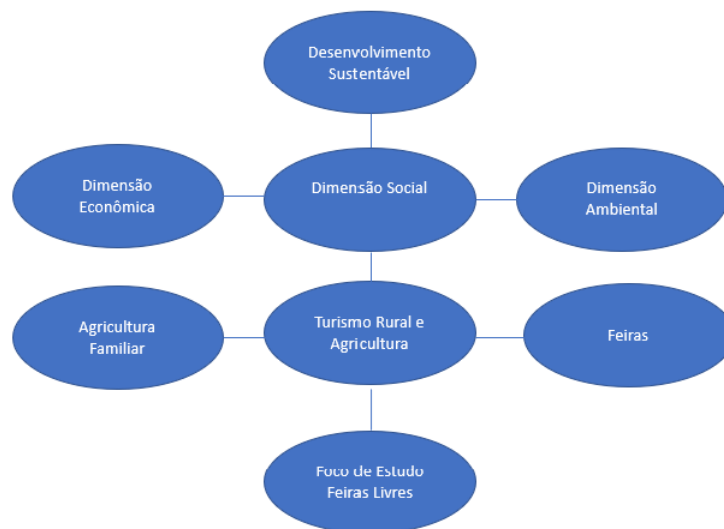 Desenvolvimento
Sustentável
Dimensão
Econômica
Dimensão Social
Dimensão
Ambiental
Agricultura
Familiar
Turismo Rural e
Agricultura
Feiras
Foco de Estudo
Feiras Livres